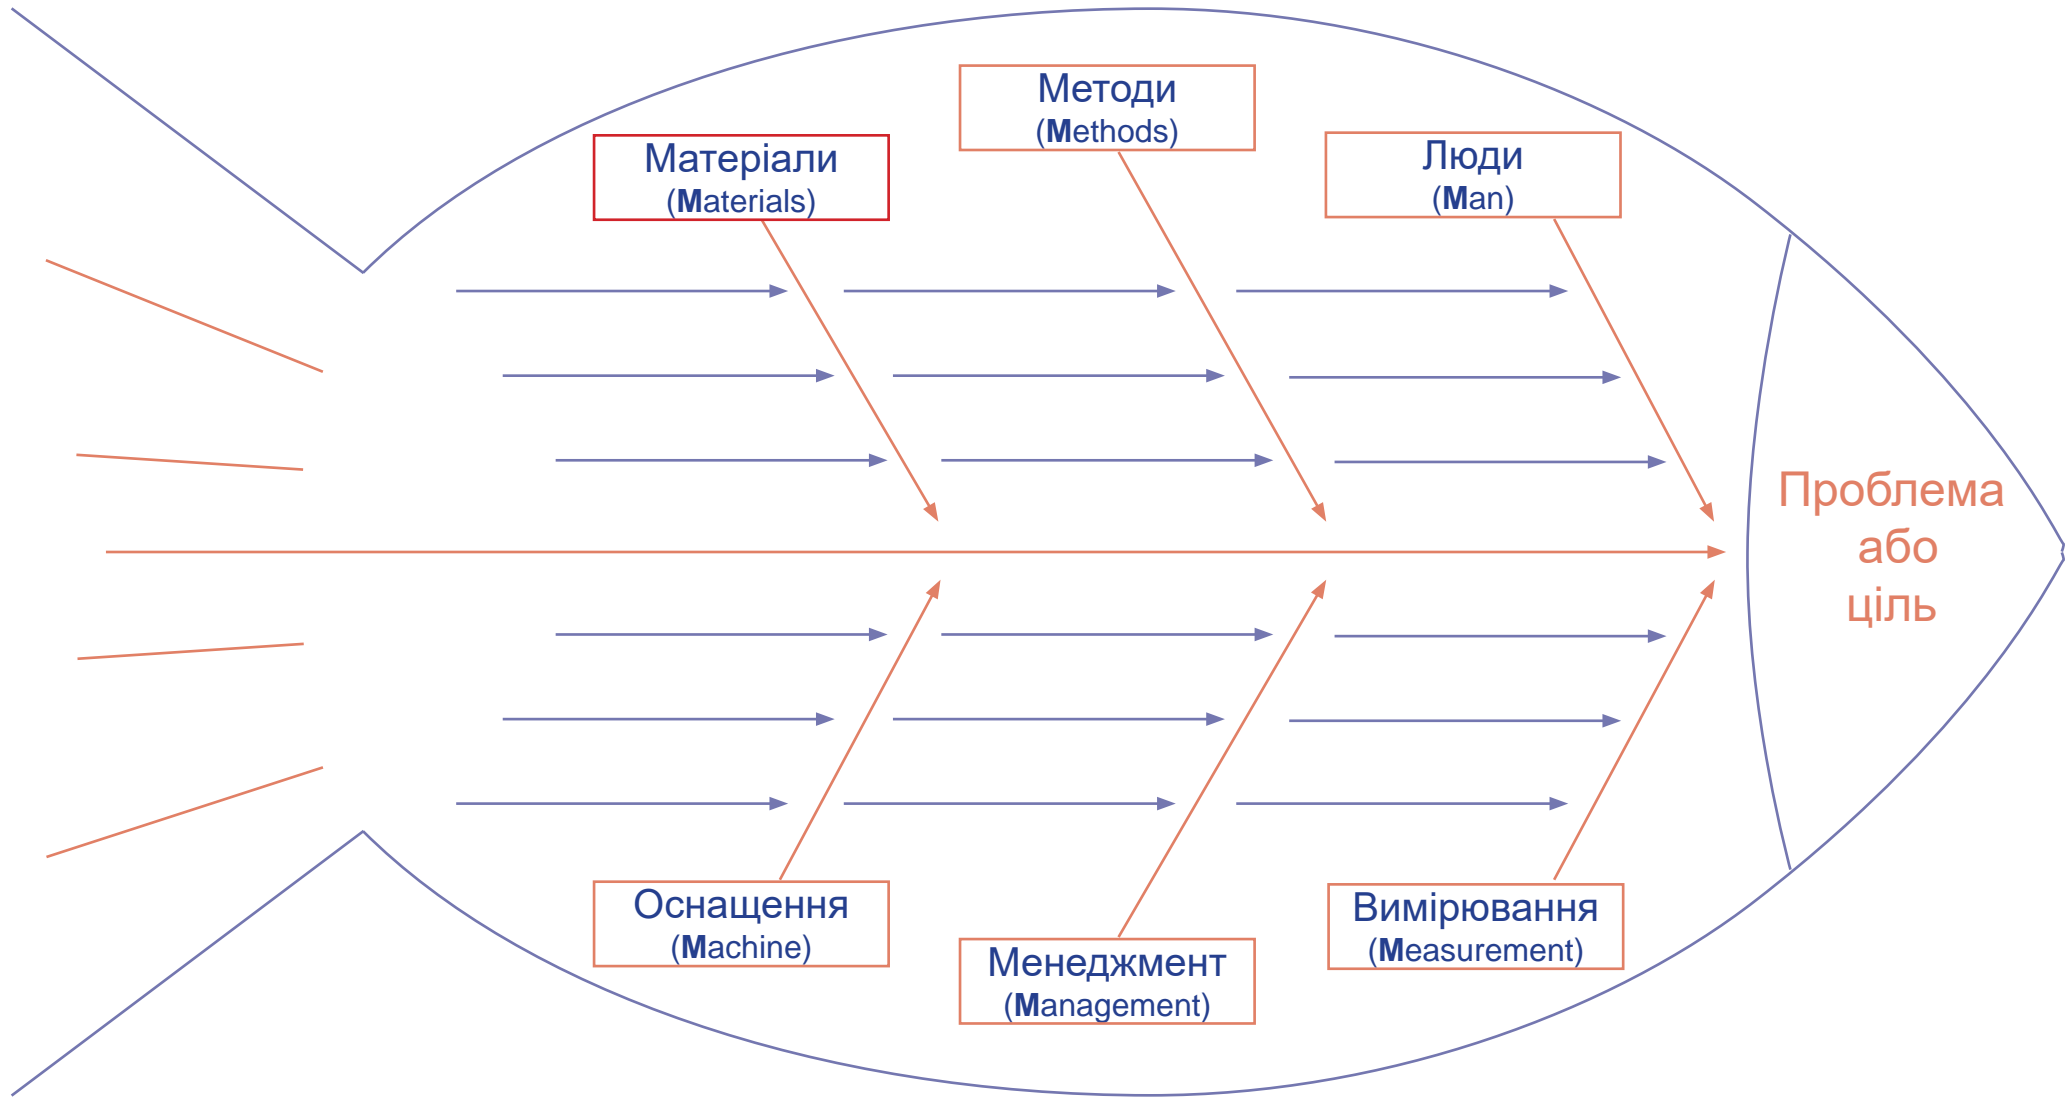 Методи
(Methods)
Матеріали
(Materials)
Люди
(Man)
Проблема
або
ціль
Оснащення
(Machine)
Менеджмент
(Management)
Вимірювання
(Measurement)